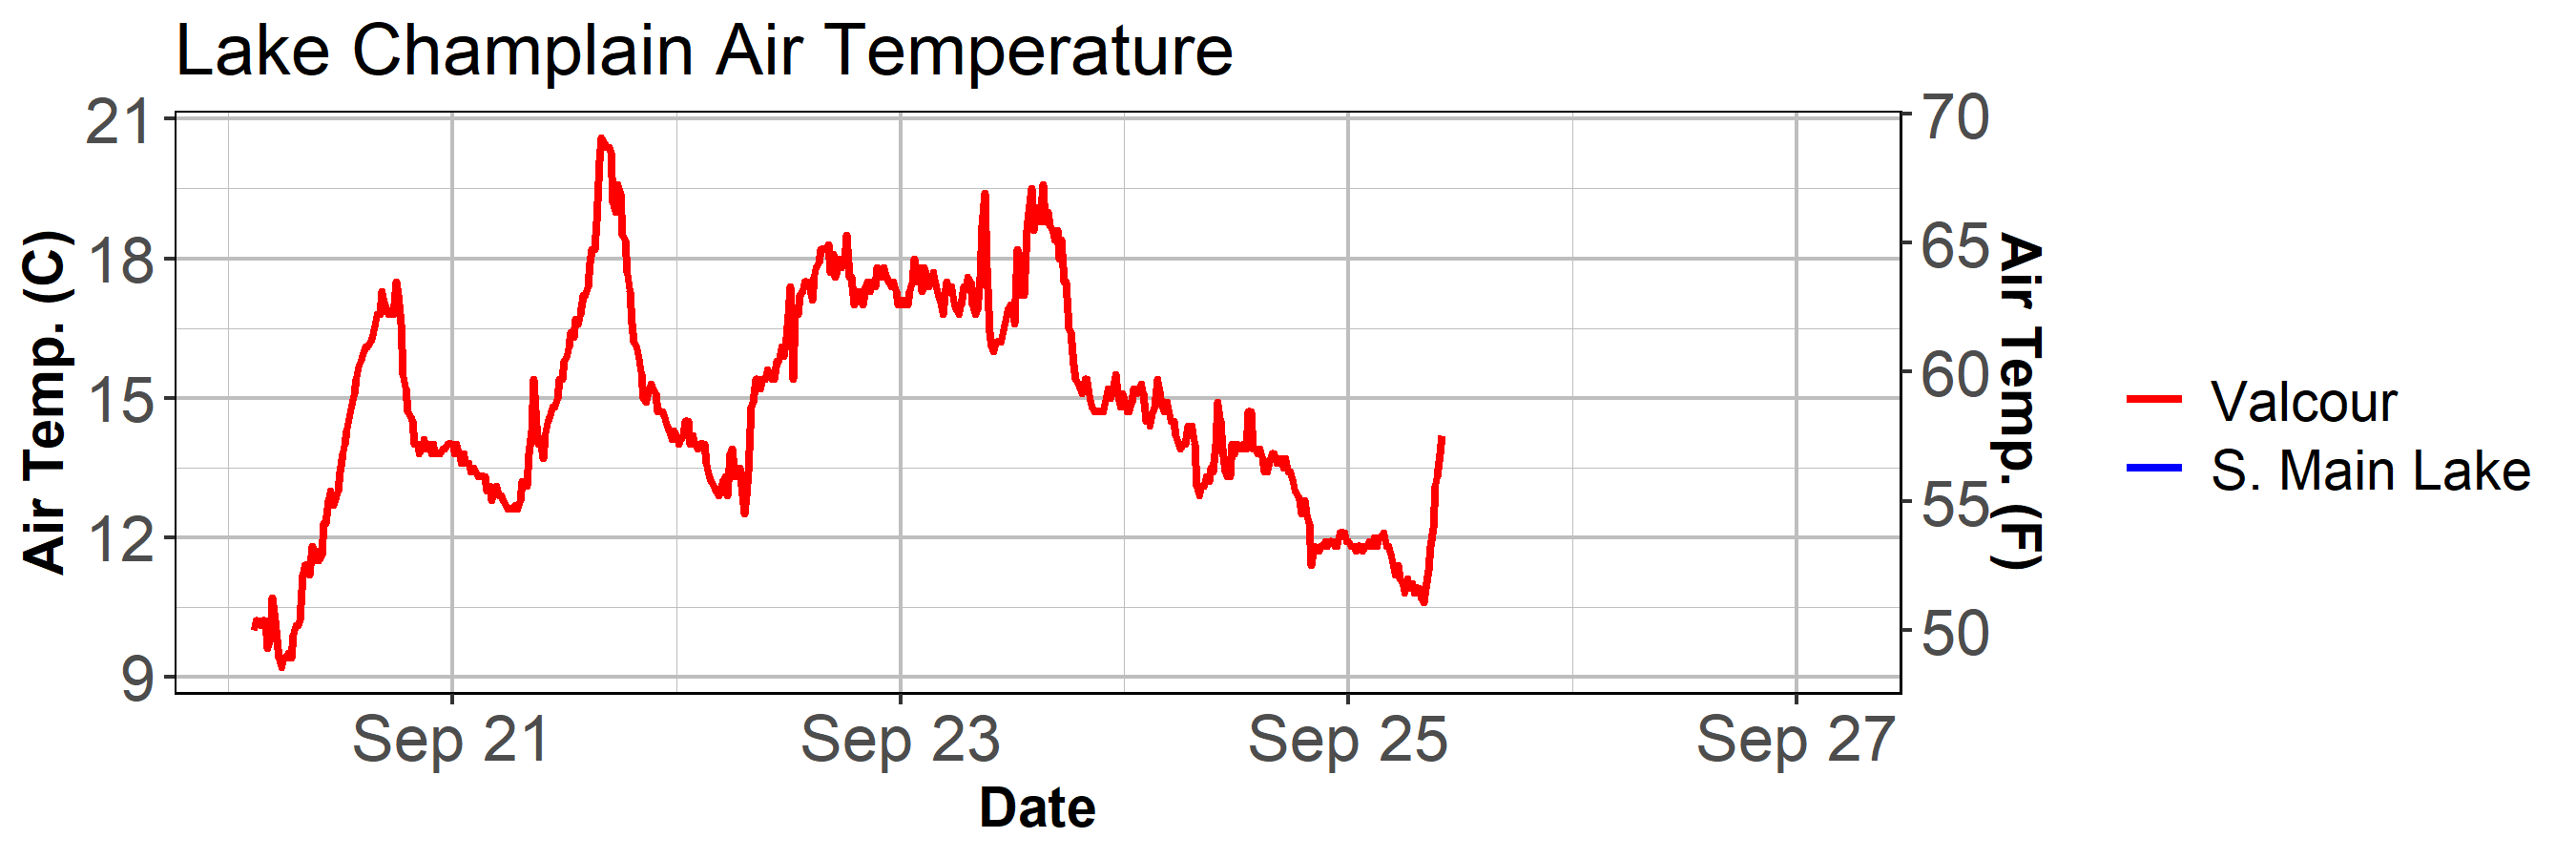 Lake Champlain Air Temperature
Air Temp. (C)
21
18
15
12
9
70
65
60
55
50
Air Temp. (F)
Sep 21 Sep 23 Sep 25 Sep 27
Date
Valcour
S. Main Lake